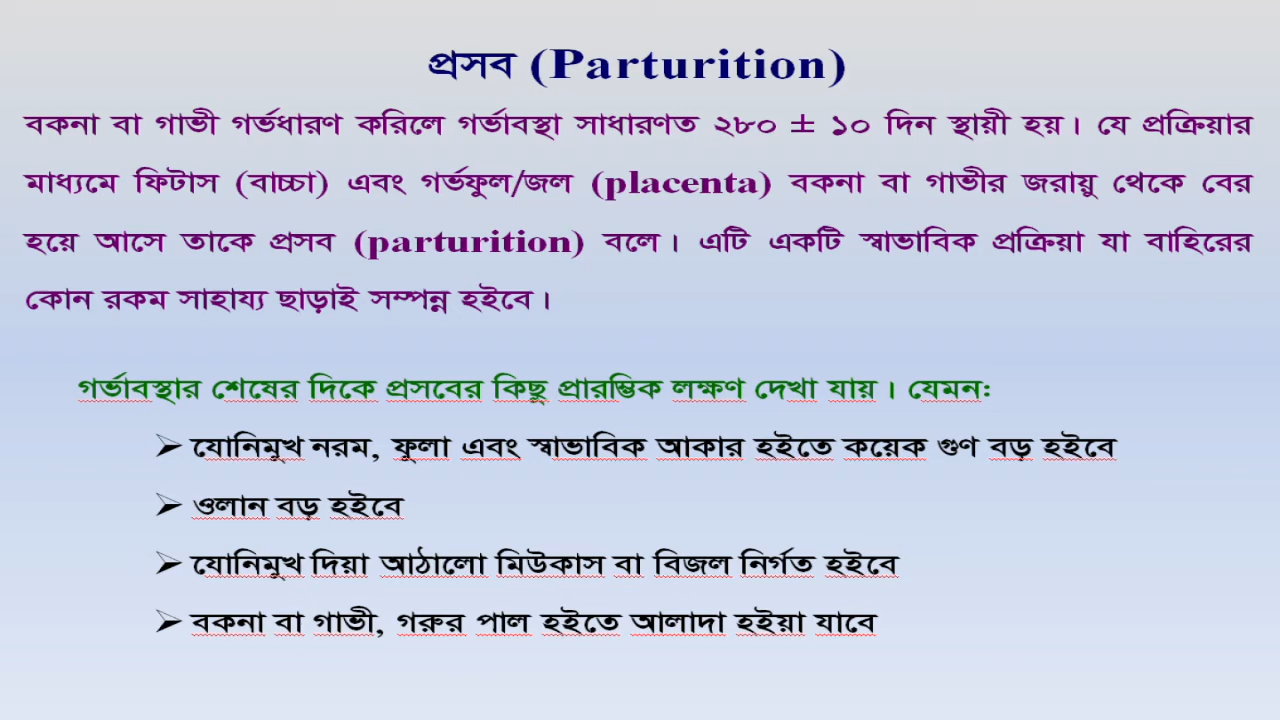 প্রসব (Parturition)
বকনা বা গাভী গর্ভধারণ করিলে গর্ভাবস্থা সাধারণত ২৮০ ± ১০ দিন স্থায়ী হয়। যে প্রক্রিয়ার
মাধ্যমে ফিটাস (বাচ্চা) এবং গর্ভফুল/জল (placenta) বকনা বা গাভীর জরায়ু থেকে বের
হয়ে আসে তাকে প্রসব (parturition) বলে। এটি একটি স্বাভাবিক প্রক্রিয়া যা বাহিরের
কোন রকম সাহায্য ছাড়াই সম্পন্ন হইবে।
গর্ভাবস্থার শেষের দিকে প্রসবের কিছু প্রারম্ভিক লক্ষণ দেখা যায়। যেমন:
➢ যোনিমুখ নরম, ফূলা এবং স্বাভাবিক আকার হইতে কয়েক গুণ বড় হইবে
➢ ওলান বড় হইবে
➢ যোনিমুখ দিয়া আঠালো মিউকাস বা বিজল নির্গত হইবে
➢ বকনা বা গাভী, গরুর পাল হইতে আলাদা হইয়া যাবে